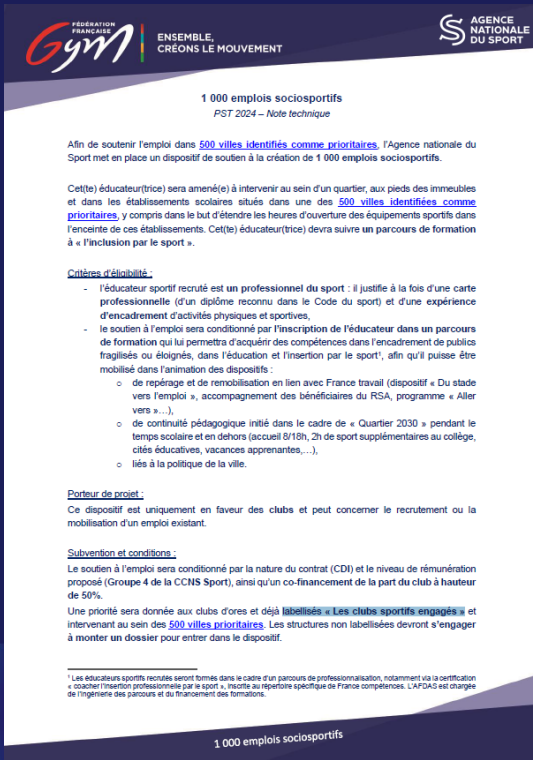 FÉDÉRATION
FRANÇAISE
Gym
ENSEMBLE,
CRÉONS LE MOUVEMENT
AGENCE
NATIONALE
DU SPORT
1 000 emplois sociosportifs
PST 2024 – Note technique
Afin de soutenir l'emploi dans 500 villes identifiés comme prioritaires, l'Agence nationale du
Sport met en place un dispositif de soutien à la création de 1 000 emplois sociosportifs.
Cet(te) éducateur(trice) sera amené(e) à intervenir au sein d'un quartier, aux pieds des immeubles
et dans les établissements scolaires situés dans une des 500 villes identifiées comme
prioritaires, y compris dans le but d'étendre les heures d'ouverture des équipements sportifs dans
l'enceinte de ces établissements. Cet(te) éducateur(trice) devra suivre un parcours de formation
à « l'inclusion par le sport ».
Critères d'éligibilité :
- l'éducateur sportif recruté est un professionnel du sport : il justifie à la fois d'une carte
professionnelle (d'un diplôme reconnu dans le Code du sport) et d'une expérience
d'encadrement d'activités physiques et sportives,
- le soutien à l'emploi sera conditionné par l'inscription de l'éducateur dans un parcours
de formation qui lui permettra d'acquérir des compétences dans l'encadrement de publics
fragilisés ou éloignés, dans l'éducation et l'insertion par le sport¹, afin qu'il puisse être
mobilisé dans l'animation des dispositifs :
o de repérage et de remobilisation en lien avec France travail (dispositif « Du stade
vers l'emploi », accompagnement des bénéficiaires du RSA, programme « Aller
vers »…),
o de continuité pédagogique initié dans le cadre de « Quartier 2030 » pendant le
temps scolaire et en dehors (accueil 8/18h, 2h de sport supplémentaires au collège,
cités éducatives, vacances apprenantes,…),
o liés à la politique de la ville.
Porteur de projet :
Ce dispositif est uniquement en faveur des clubs et peut concerner le recrutement ou la
mobilisation d'un emploi existant.
Subvention et conditions :
Le soutien à l'emploi sera conditionné par la nature du contrat (CDI) et le niveau de rémunération
proposé (Groupe 4 de la CCNS Sport), ainsi qu'un co-financement de la part du club à hauteur
de 50%.
Une priorité sera donnée aux clubs d'ores et déjà labellisés « Les clubs sportifs engagés » et
intervenant au sein des 500 villes prioritaires. Les structures non labellisées devront s'engager
à monter un dossier pour entrer dans le dispositif.
¹ Les éducateurs sportifs recrutés seront formés dans le cadre d'un parcours de professionnalisation, notamment via la certification
« coacher l'insertion professionnelle par le sport », inscrite au répertoire spécifique de France compétences. L'AFDAS est chargée
de l'ingénierie des parcours et du financement des formations.
1 000 emplois sociosportifs